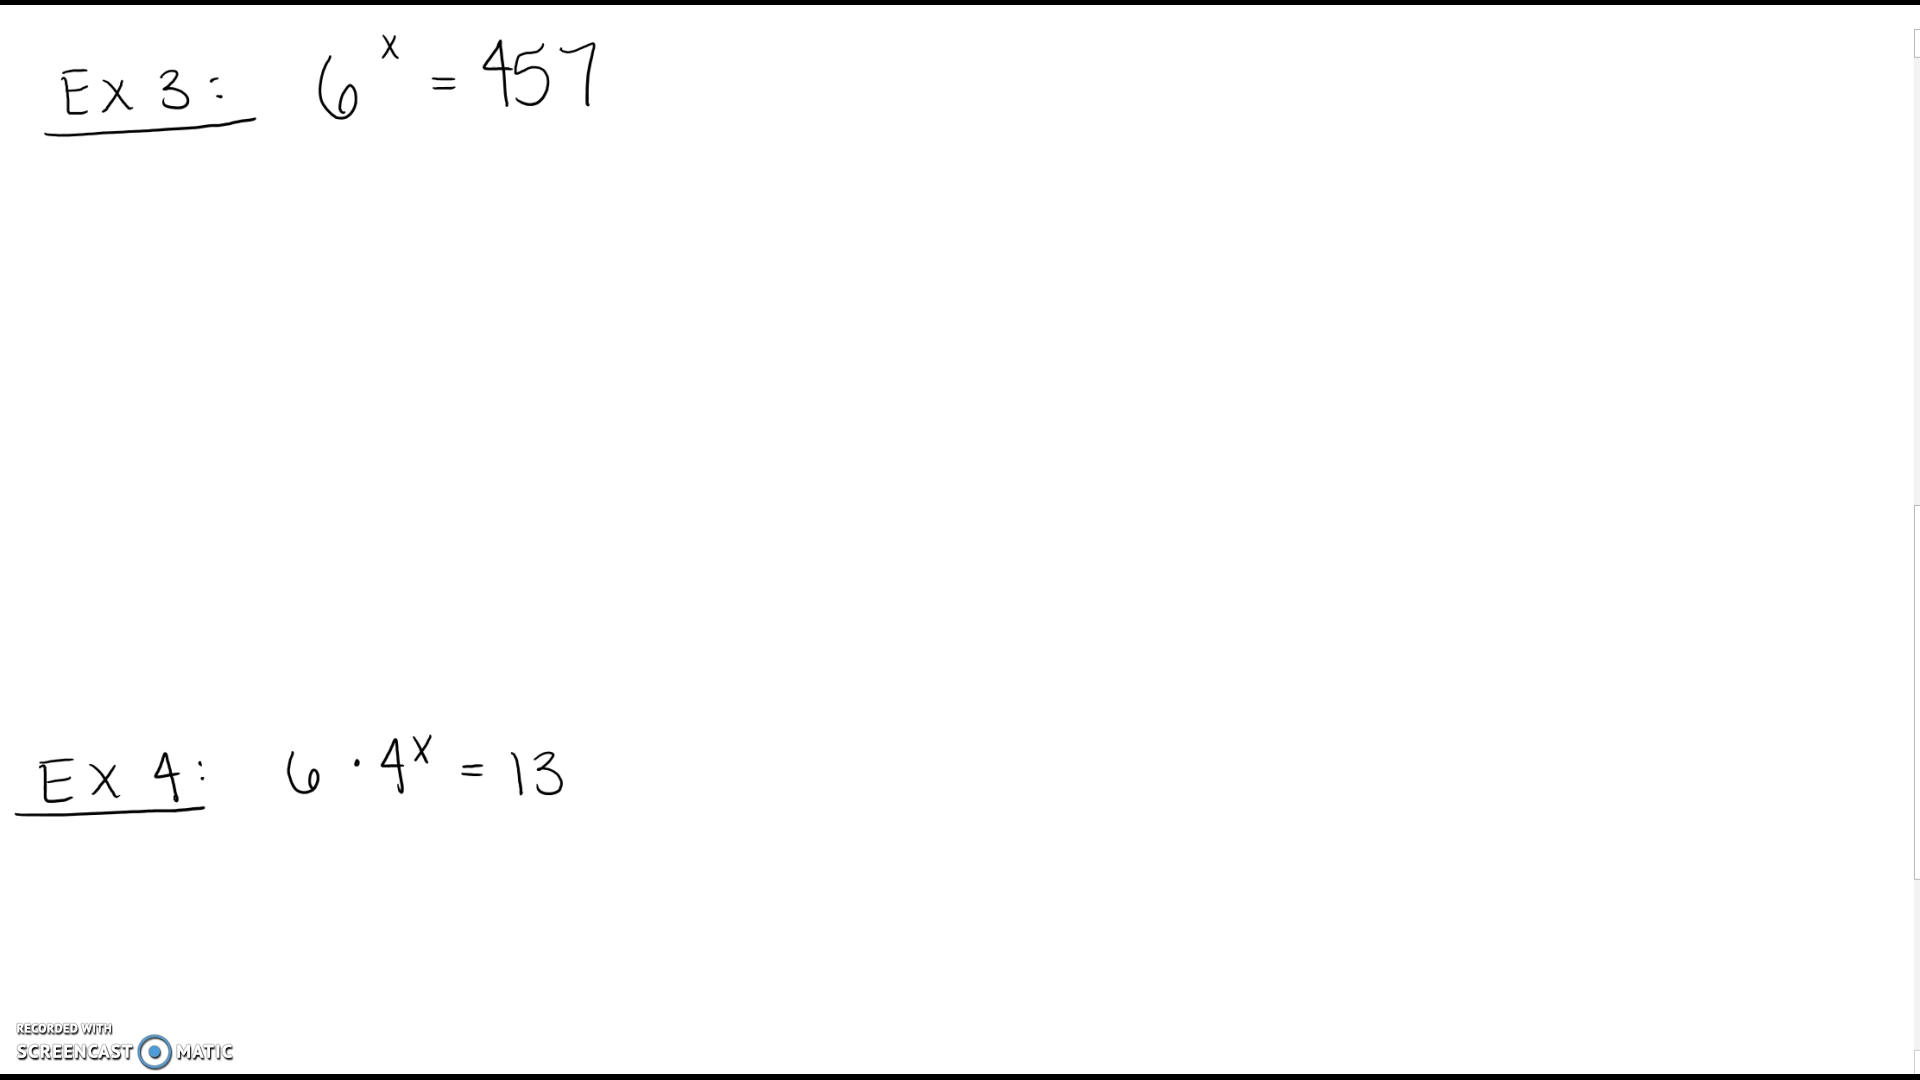 Ex 3: 6^x = 457
Ex 4: 6 · 4^x = 13
RECORDED WITH
SCREENCAST MATIC